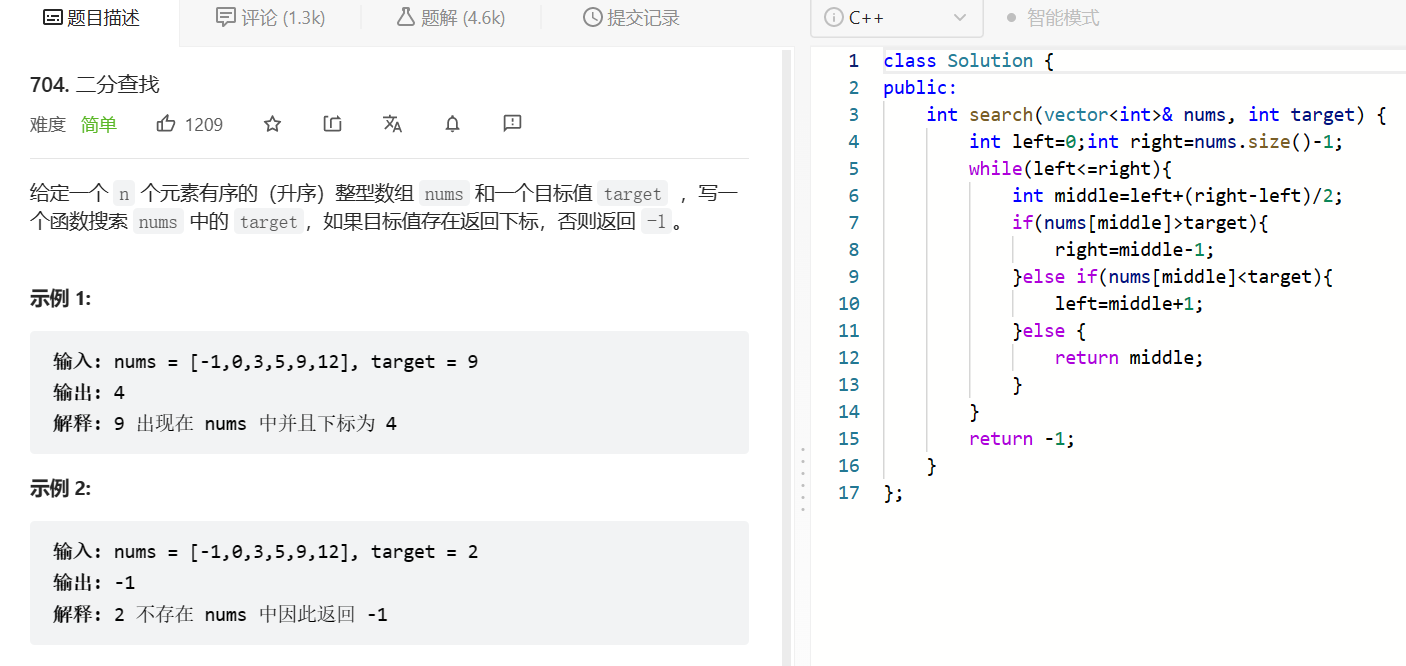 题目描述
评论 (1.3k)
题解 (4.6k)
提交记录
704. 二分查找
难度 简单 1209
给定一个 n 个元素有序的（升序）整型数组 nums 和一个目标值 target ，写一
个函数搜索 nums 中的 target，如果目标值存在返回下标，否则返回 -1。
示例 1:
输入: nums = [-1,0,3,5,9,12], target = 9
输出: 4
解释: 9 出现在 nums 中并且下标为 4
示例 2:
输入: nums = [-1,0,3,5,9,12], target = 2
输出: -1
解释: 2 不存在 nums 中因此返回 -1
C++
智能模式
1 class Solution {
2 public:
3     int search(vector<int>& nums, int target) {
4         int left=0;int right=nums.size()-1;
5         while(left<=right){
6             int middle=left+(right-left)/2;
7             if(nums[middle]>target){
8                 right=middle-1;
9             }else if(nums[middle]<target){
10                 left=middle+1;
11             }else {
12                 return middle;
13             }
14         }
15         return -1;
16     }
17 };